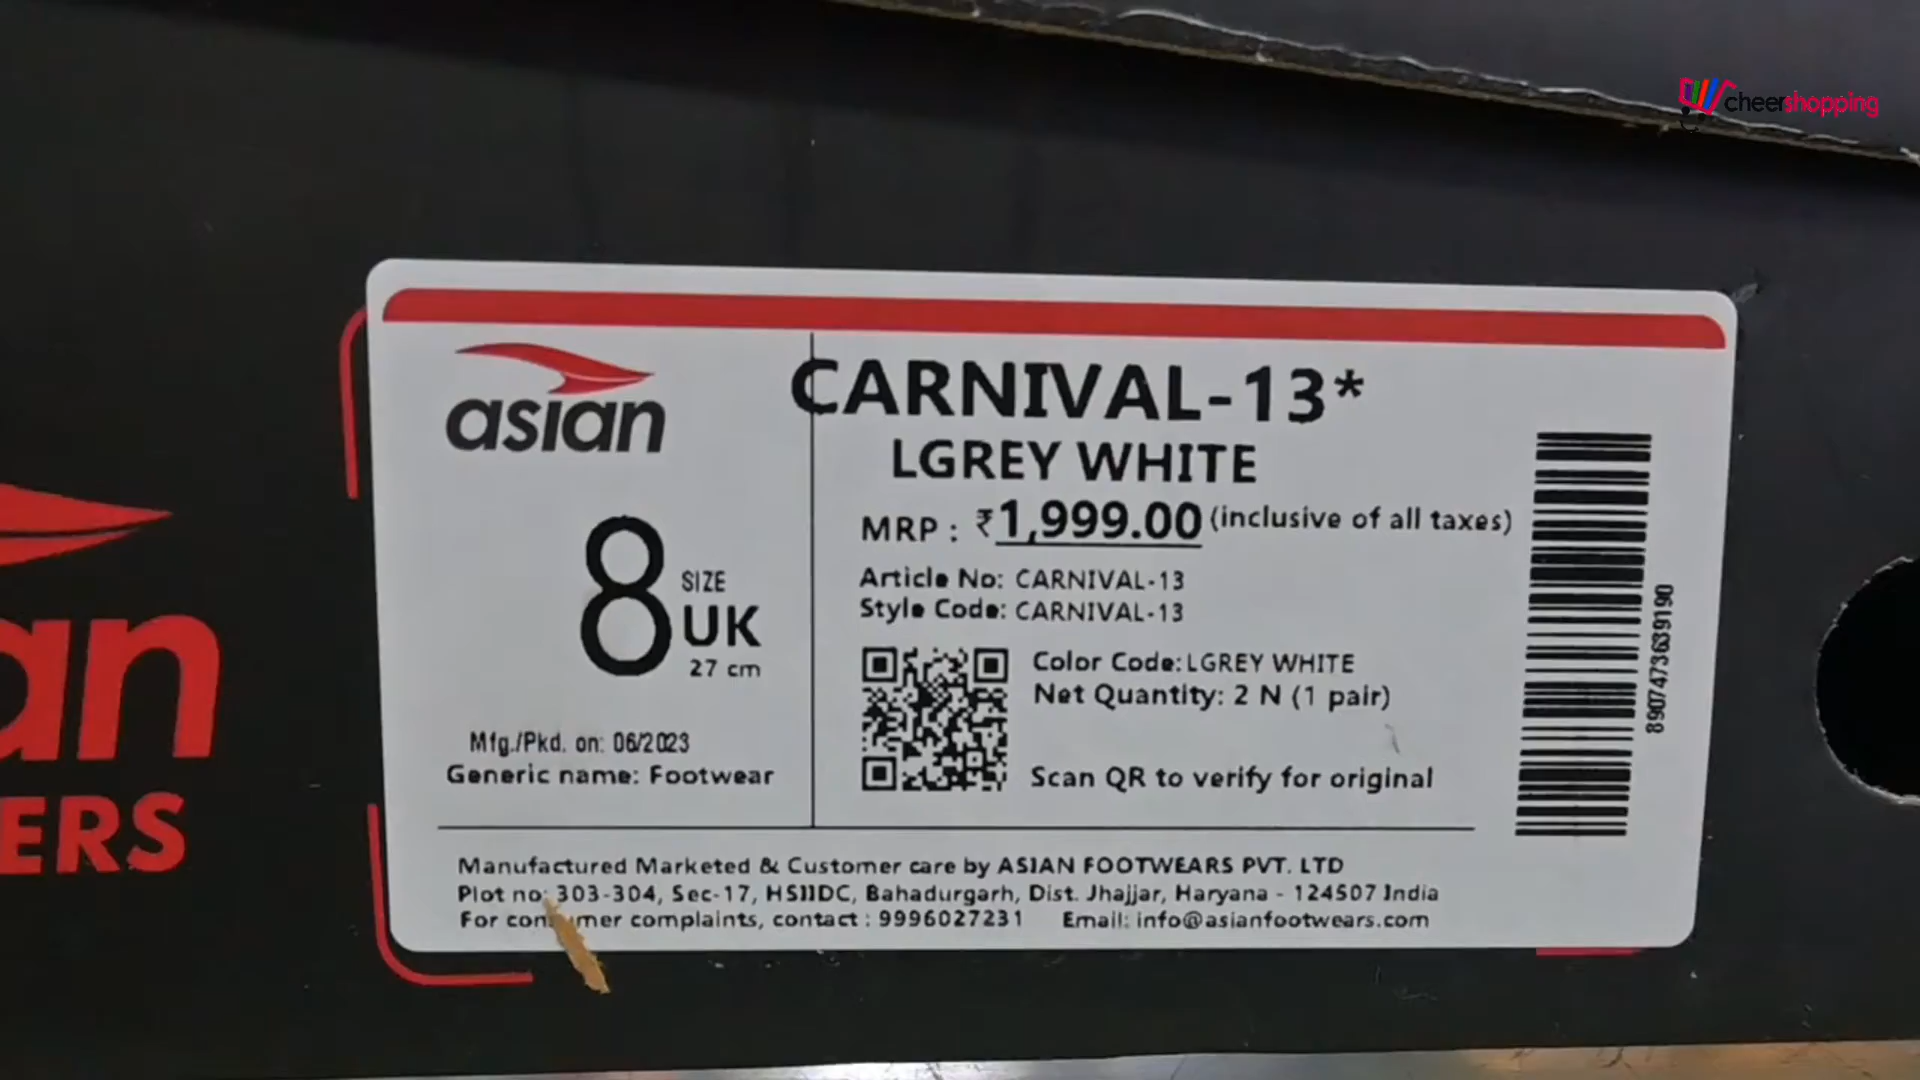 cheershopping
asian
CARNIVAL-13*
LGREY WHITE
MRP : ₹1,999.00 (inclusive of all taxes)
8 SIZE
UK
27 cm
Article No: CARNIVAL-13
Style Code: CARNIVAL-13
Color Code:LGREY WHITE
Net Quantity: 2 N (1 pair)
Scan QR to verify for original
Mfg./Pkd. on: 06/2023
Generic name: Footwear
8907473639190
Manufactured Marketed & Customer care by ASIAN FOOTWEARS PVT. LTD
Plot no: 303-304, Sec-17, HSIIDC, Bahadurgarh, Dist. Jhajjar, Haryana - 124507 India
For complaints, contact : 9996027231 Email: info@asianfootwears.com
an
ERS